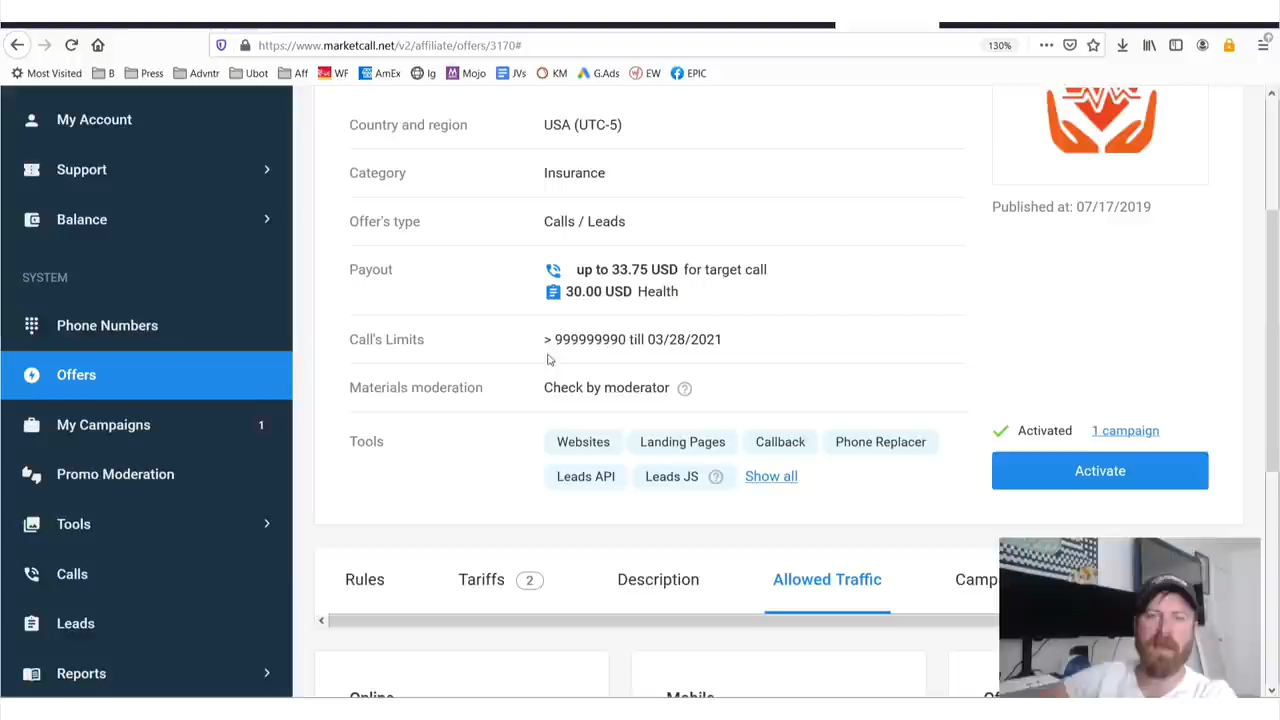 https://www.marketcall.net/v2/affiliate/offers/3170#
130%
Most Visited
B
Press
Advntr
Ubot
Aff
WF
AmEx
Ig
Mojo
JVs
KM
G.Ads
EW
EPIC
My Account
Support
Balance
SYSTEM
Phone Numbers
Offers
My Campaigns 1
Promo Moderation
Tools
Calls
Leads
Reports
Country and region USA (UTC-5)
Category Insurance
Offer's type Calls / Leads
Payout up to 33.75 USD for target call
30.00 USD Health
Call's Limits > 999999990 till 03/28/2021
Materials moderation Check by moderator ?
Tools Websites Landing Pages Callback Phone Replacer
Leads API Leads JS ? Show all
Published at: 07/17/2019
Activated 1 campaign
Activate
Rules Tariffs 2 Description Allowed Traffic Camp
Online Mobile